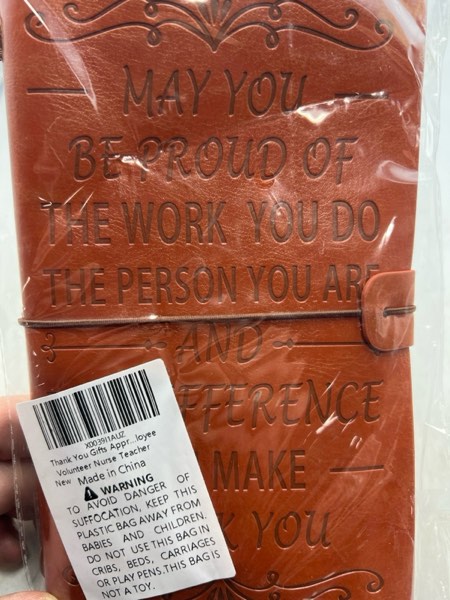 MAY YOU
BE PROUD OF
THE WORK YOU DO
THE PERSON YOU ARE
AND
FFERENCE
MAKE
K YOU
X003911AUZ
Thank You Gifts Appr...loyee
Volunteer Nurse Teacher
New Made in China
WARNING
TO AVOID DANGER OF
SUFFOCATION, KEEP THIS
PLASTIC BAG AWAY FROM
BABIES AND CHILDREN.
DO NOT USE THIS BAG IN
CRIBS, BEDS, CARRIAGES
OR PLAY PENS.THIS BAG IS
NOT A TOY.